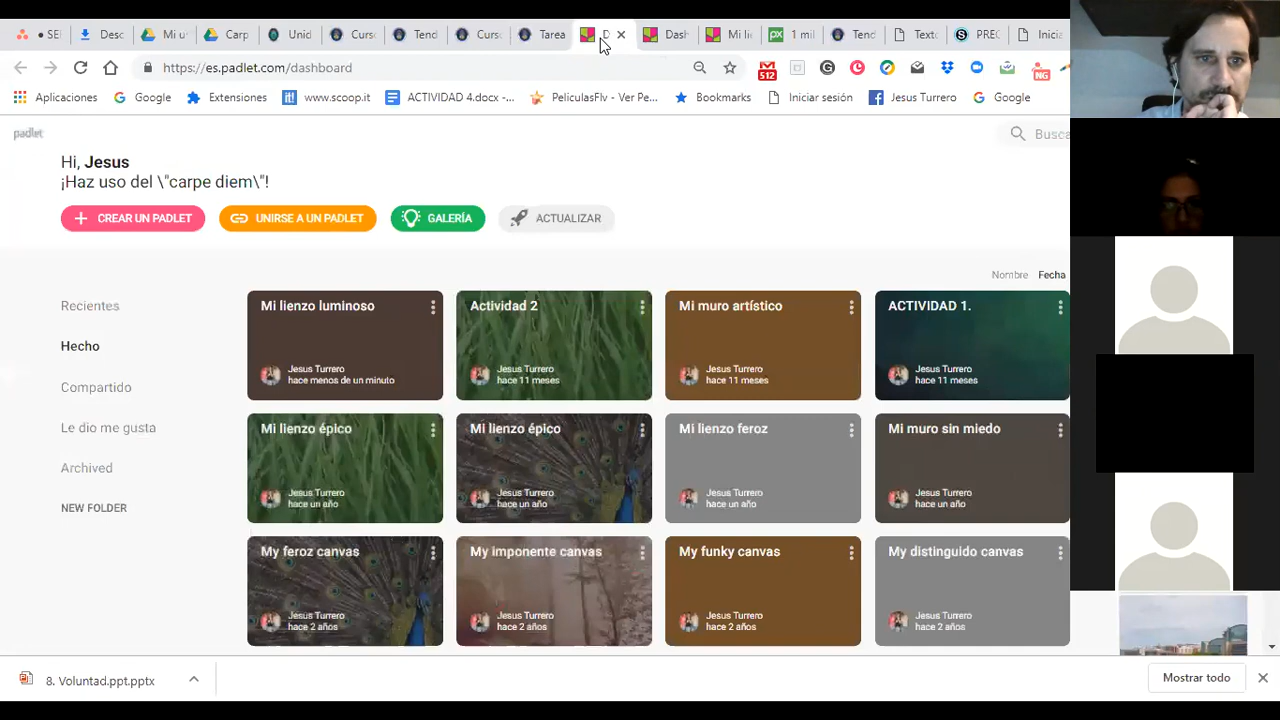 SE
Desc
Mi u
Carp
Unid
Curso
Tend
Curso
Tarea
D
Dash
Mi li
1 mil
Tend
Texto
PREC
Inicia
https://es.padlet.com/dashboard
512
NG
Aplicaciones
Google
Extensiones
www.scoop.it
ACTIVIDAD 4.docx -...
PeliculasFlv - Ver Pe...
Bookmarks
Iniciar sesión
Jesus Turrero
Google
padlet
Busca
Hi, Jesus
¡Haz uso del \"carpe diem\"!
CREAR UN PADLET
UNIRSE A UN PADLET
GALERÍA
ACTUALIZAR
Nombre
Fecha
Recientes
Hecho
Compartido
Le dio me gusta
Archived
NEW FOLDER
Mi lienzo luminoso
Jesus Turrero
hace menos de un minuto
Actividad 2
Jesus Turrero
hace 11 meses
Mi muro artístico
Jesus Turrero
hace 11 meses
ACTIVIDAD 1.
Jesus Turrero
hace 11 meses
Mi lienzo épico
Jesus Turrero
hace un año
Mi lienzo épico
Jesus Turrero
hace un año
Mi lienzo feroz
Jesus Turrero
hace un año
Mi muro sin miedo
Jesus Turrero
hace un año
My feroz canvas
Jesus Turrero
hace 2 años
My imponente canvas
Jesus Turrero
hace 2 años
My funky canvas
Jesus Turrero
hace 2 años
My distinguido canvas
Jesus Turrero
hace 2 años
8. Voluntad.ppt.pptx
Mostrar todo